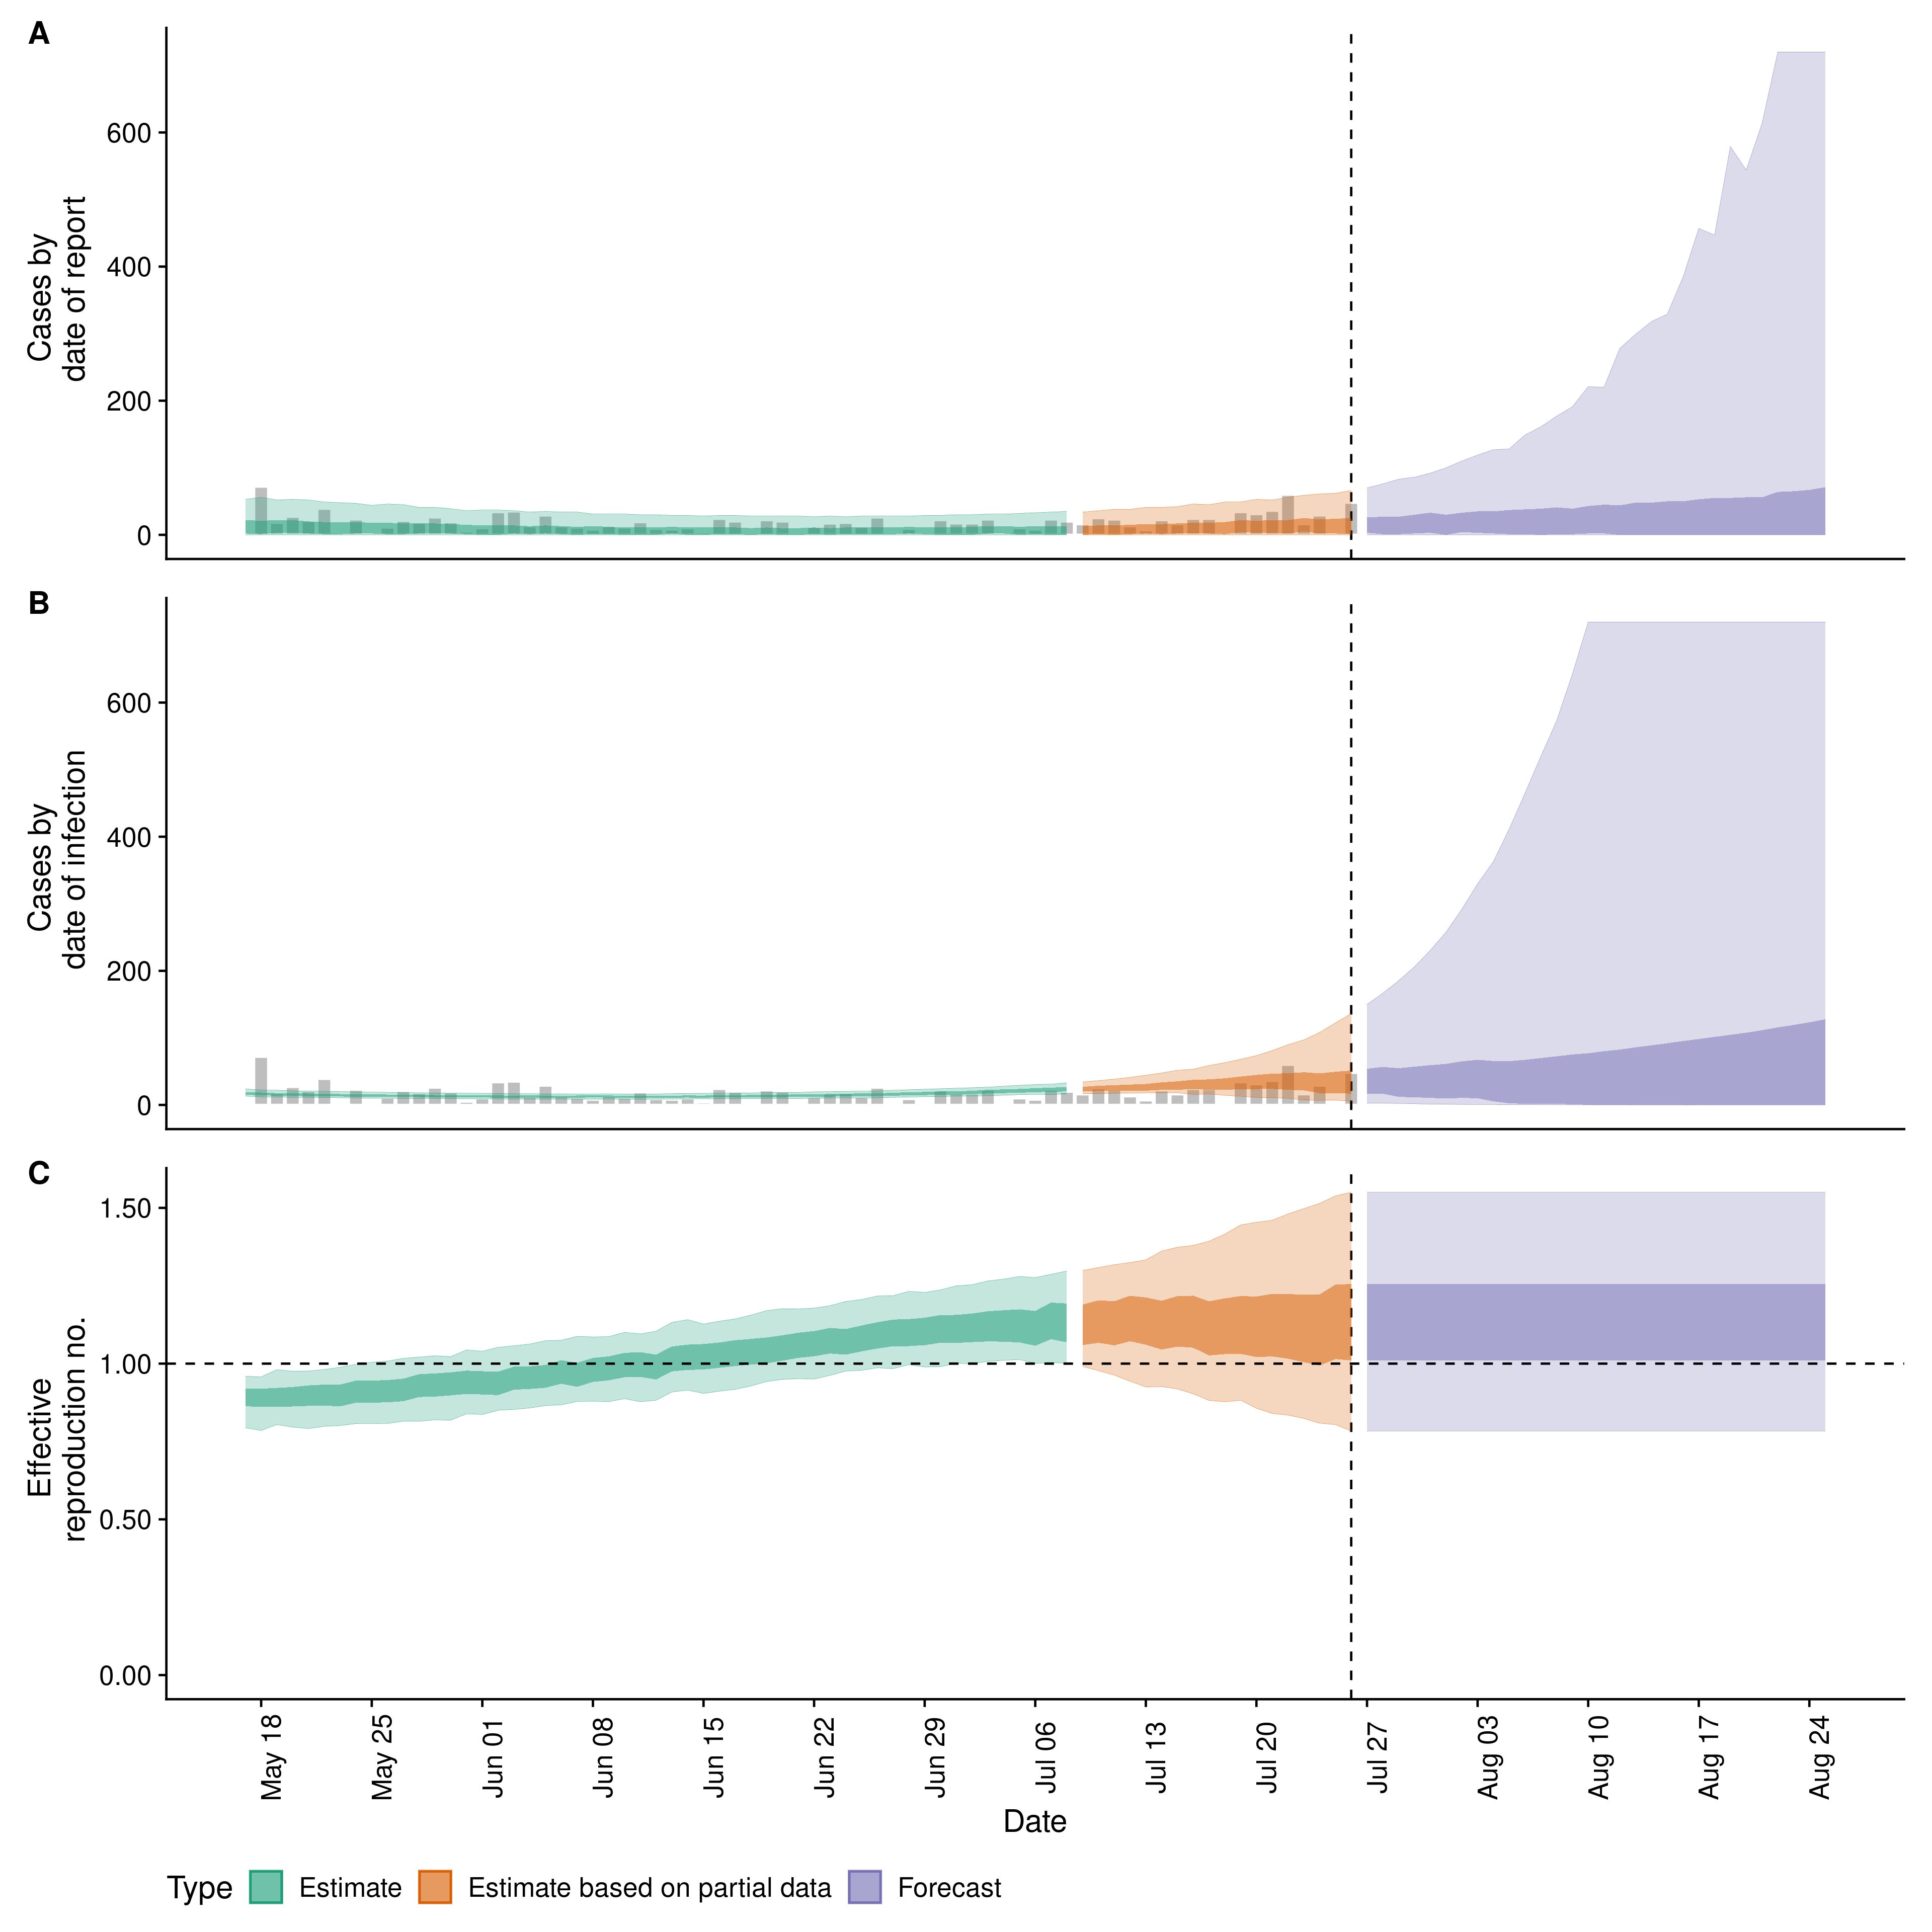 A
Cases by
date of report
600
400
200
0
B
Cases by
date of infection
600
400
200
0
C
Effective
reproduction no.
1.50
1.00
0.50
0.00
May 18
May 25
Jun 01
Jun 08
Jun 15
Jun 22
Jun 29
Jul 06
Jul 13
Jul 20
Jul 27
Aug 03
Aug 10
Aug 17
Aug 24
Date
Type Estimate Estimate based on partial data Forecast